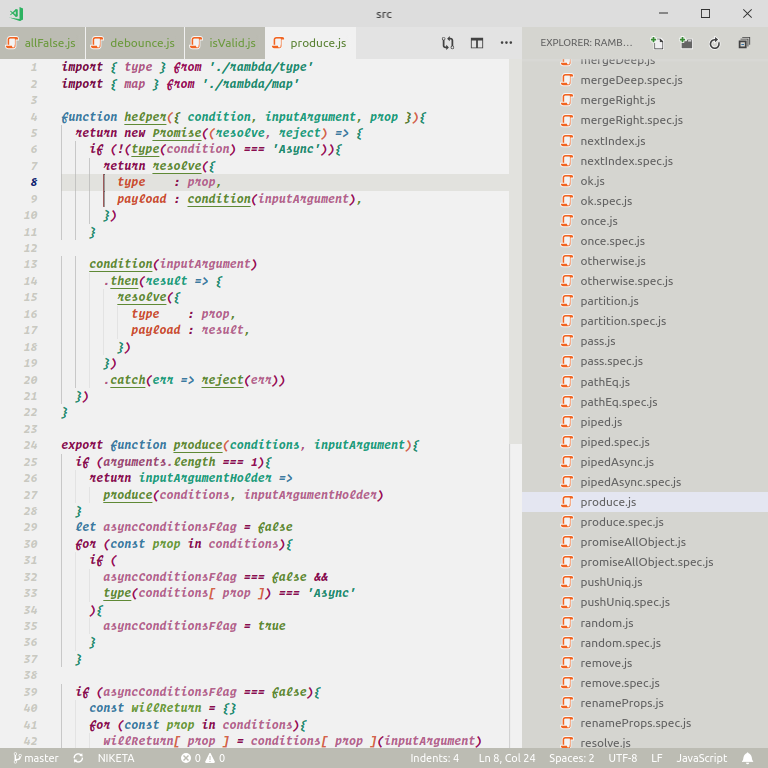 src
allFalse.js
debounce.js
isValid.js
produce.js
EXPLORER: RAMB...
1 import { type } from './rambda/type'
2 import { map } from './rambda/map'
3
4 function helper({ condition, inputArgument, prop }){
5 return new Promise((resolve, reject) => {
6 if (!(type(condition) === 'Async')){
7 return resolve({
8 type : prop,
9 payload : condition(inputArgument),
10 })
11 }
12
13 condition(inputArgument)
14 .then(result => {
15 resolve({
16 type : prop,
17 payload : result,
18 })
19 })
20 .catch(err => reject(err))
21 })
22 }
23
24 export function produce(conditions, inputArgument){
25 if (arguments.length === 1){
26 return inputArgumentHolder =>
27 produce(conditions, inputArgumentHolder)
28 }
29 let asyncConditionsFlag = false
30 for (const prop in conditions){
31 if (
32 asyncConditionsFlag === false &&
33 type(conditions[ prop ]) === 'Async'
34 ){
35 asyncConditionsFlag = true
36 }
37 }
38
39 if (asyncConditionsFlag === false){
40 const willReturn = {}
41 for (const prop in conditions){
42 willReturn[ prop ] = conditions[ prop ](inputArgument)
mergeDeep.js
mergeDeep.spec.js
mergeRight.js
mergeRight.spec.js
nextIndex.js
nextIndex.spec.js
ok.js
ok.spec.js
once.js
once.spec.js
otherwise.js
otherwise.spec.js
partition.js
partition.spec.js
pass.js
pass.spec.js
pathEq.js
pathEq.spec.js
piped.js
piped.spec.js
pipedAsync.js
pipedAsync.spec.js
produce.js
produce.spec.js
promiseAllObject.js
promiseAllObject.spec.js
pushUniq.js
pushUniq.spec.js
random.js
random.spec.js
remove.js
remove.spec.js
renameProps.js
renameProps.spec.js
resolve.js
master
NIKETA
0
0
Indents: 4
Ln 8, Col 24
Spaces: 2
UTF-8
LF
JavaScript